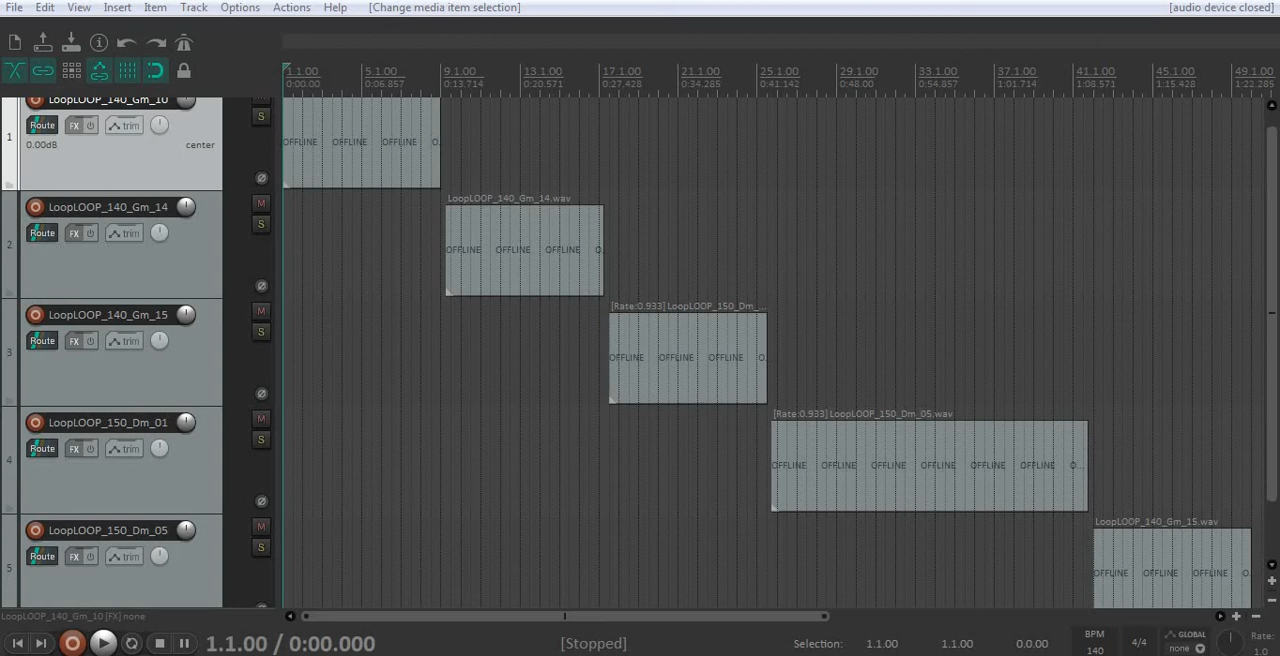 File Edit View Insert Item Track Options Actions Help [Change media item selection] [audio device closed]
1.1.00 5.1.00 9.1.00 13.1.00 17.1.00 21.1.00 25.1.00 29.1.00 33.1.00 37.1.00 41.1.00 45.1.00 49.1.00
0:00.00 0:06.857 0:13.714 0:20.571 0:27.428 0:34.285 0:41.142 0:48.00 0:54.857 1:01.714 1:08.571 1:15.428 1:22.285
LoopLOOP_140_Gm_10
1 Route FX trim S
0.00dB center
OFFLINE OFFLINE OFFLINE O.
LoopLOOP_140_Gm_14.wav
LoopLOOP_140_Gm_14 M
2 Route FX trim S
OFFLINE OFFLINE OFFLINE O.
[Rate:0.933] LoopLOOP_150_Dm_...
LoopLOOP_140_Gm_15 M
3 Route FX trim S
OFFLINE OFFLINE OFFLINE O.
[Rate:0.933] LoopLOOP_150_Dm_05.wav
LoopLOOP_150_Dm_01 M
4 Route FX trim S
OFFLINE OFFLINE OFFLINE OFFLINE OFFLINE OFFLINE O...
LoopLOOP_140_Gm_15.wav
LoopLOOP_150_Dm_05 M
5 Route FX trim S
OFFLINE OFFLINE OFFLINE O.
LoopLOOP_140_Gm_10 [FX] none
1.1.00 / 0:00.000 [Stopped] Selection: 1.1.00 1.1.00 0.0.00 BPM 140 4/4 GLOBAL none Rate: 1.0